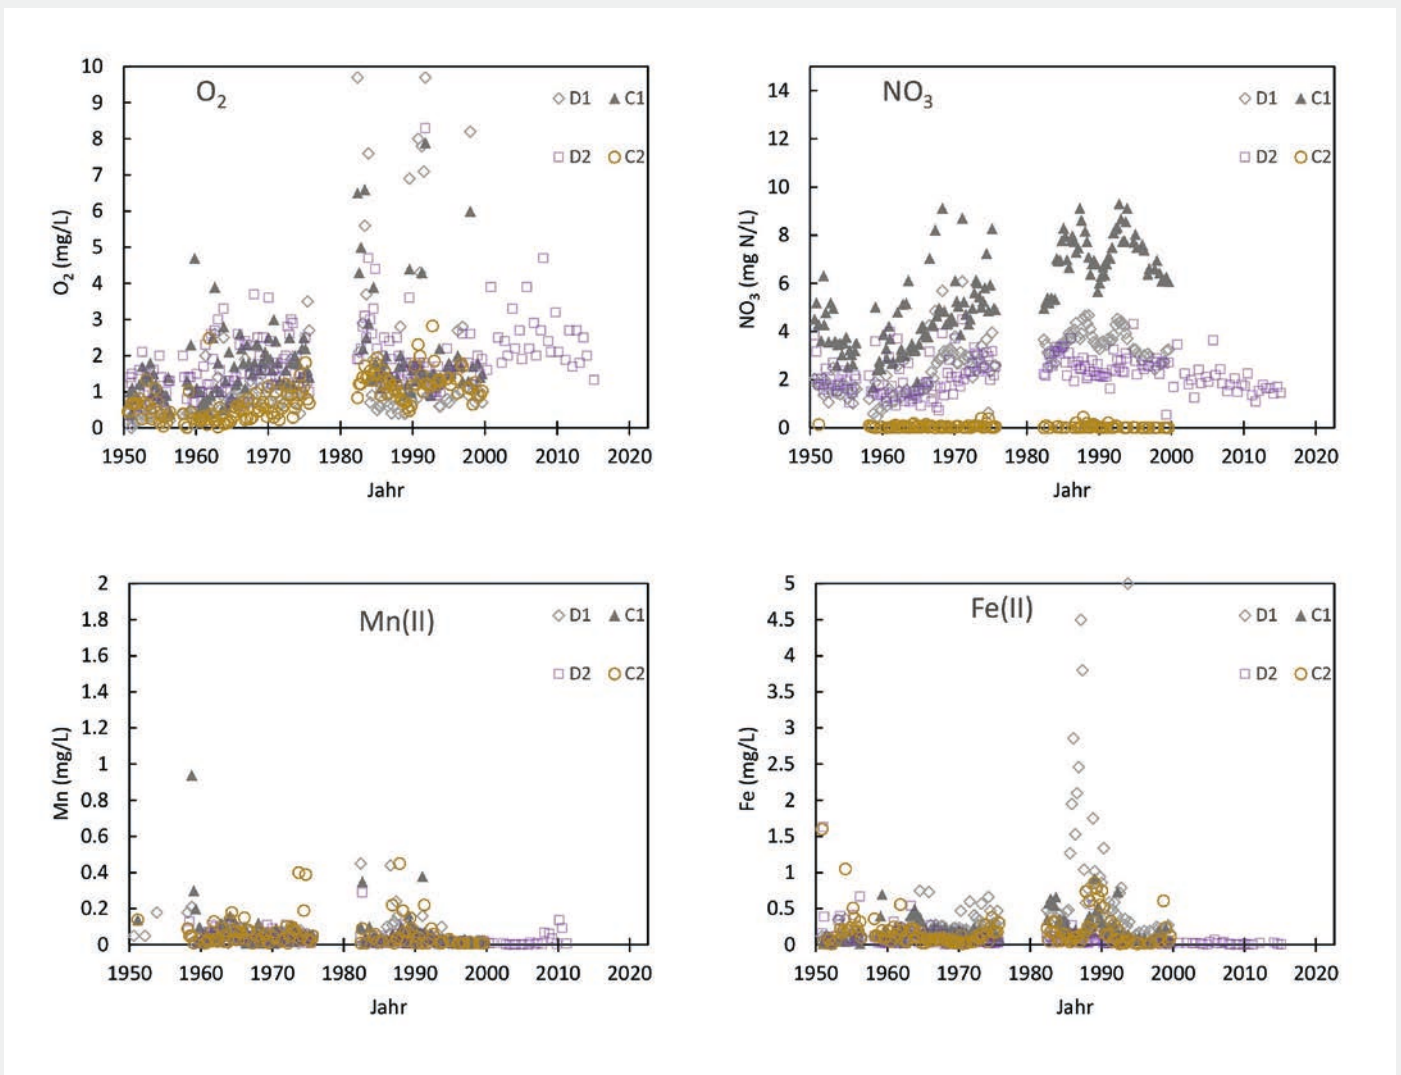 O2
D1 C1
D2 C2
10
9
8
7
6
5
4
3
2
1
0
O2 (mg/L)
1950 1960 1970 1980 1990 2000 2010 2020
Jahr
NO3
D1 C1
D2 C2
14
12
10
8
6
4
2
0
NO3 (mg N/L)
1950 1960 1970 1980 1990 2000 2010 2020
Jahr
Mn(II)
D1 C1
D2 C2
2
1.8
1.6
1.4
1.2
1
0.8
0.6
0.4
0.2
0
Mn (mg/L)
1950 1960 1970 1980 1990 2000 2010 2020
Jahr
Fe(II)
D1 C1
D2 C2
5
4.5
4
3.5
3
2.5
2
1.5
1
0.5
0
Fe (mg/L)
1950 1960 1970 1980 1990 2000 2010 2020
Jahr